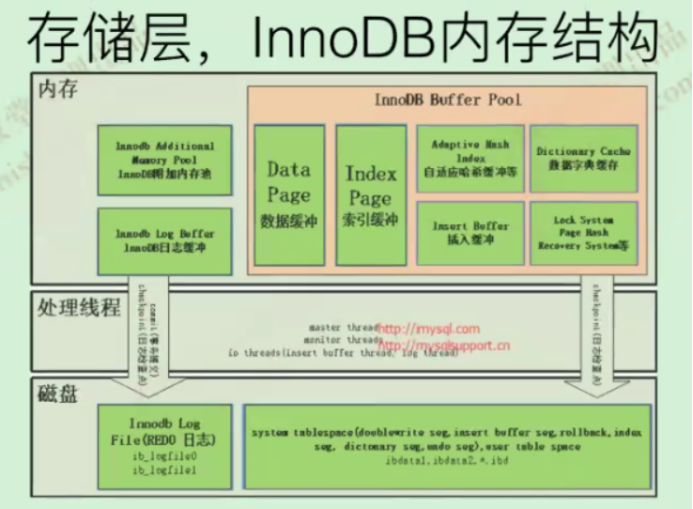 存储层，InnoDB内存结构
内存
InnoDB Buffer Pool
Innodb Additional
Memory Pool
InnoDB附加内存池
Innodb Log Buffer
InnoDB日志缓冲
Data
Page
数据缓冲
Index
Page
索引缓冲
Adaptive Hash
Index
自适应哈希缓冲等
Dictionary Cache
数据字典缓存
Insert Buffer
插入缓冲
Lock System
Page Hash
Recovery System等
处理线程
commit(事务提交)
checkpoint(日志检查点)
master thread
monitor threads
io threads(insert buffer thread, log thread)
http://imysql.com
http://mysqlsupport.cn
checkpoint(日志检查点)
磁盘
Innodb Log
File(REDO 日志)
ib_logfile0
ib_logfile1
system tablespace(doublewrite seg,insert buffer seg,rollback,index
seg, dictonary seg,undo seg),user table space
ibdata1,ibdata2,*.ibd